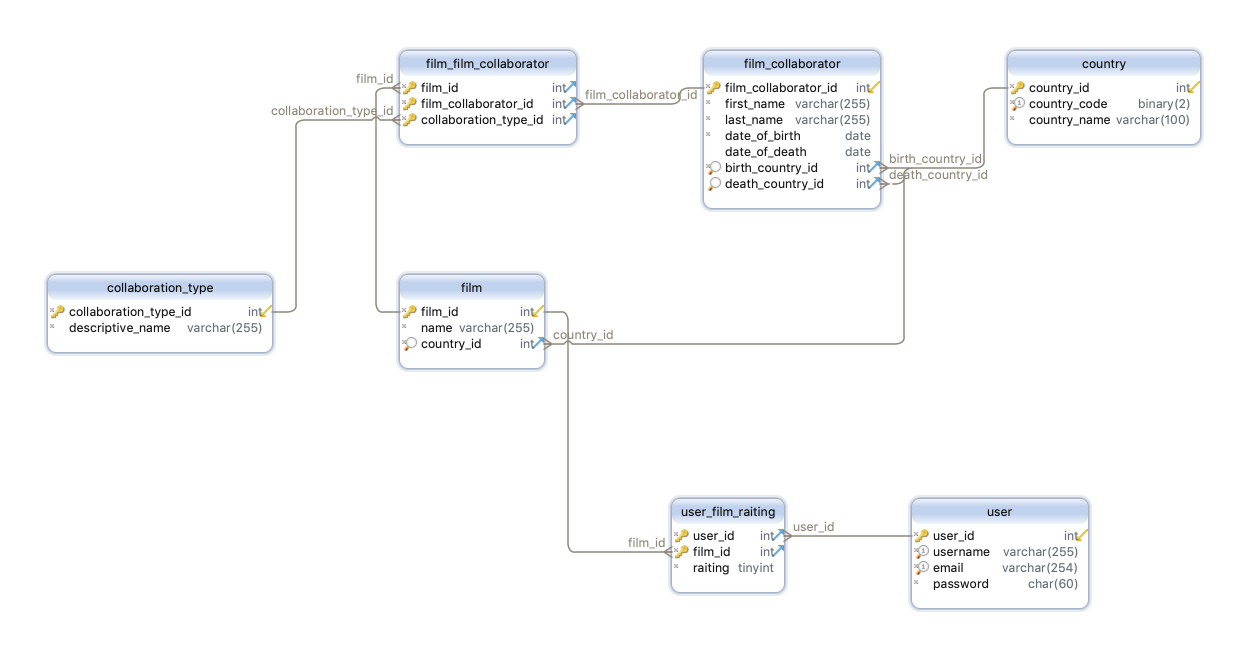 film_film_collaborator
film_id int
film_collaborator_id int
collaboration_type_id int
film_id
collaboration_type_id
film_collaborator_id
film_collaborator
film_collaborator_id int
first_name varchar(255)
last_name varchar(255)
date_of_birth date
date_of_death date
birth_country_id int
death_country_id int
birth_country_id
death_country_id
country
country_id int
country_code binary(2)
country_name varchar(100)
collaboration_type
collaboration_type_id int
descriptive_name varchar(255)
film
film_id int
name varchar(255)
country_id int
country_id
user_film_raiting
user_id int
film_id int
raiting tinyint
film_id
user_id
user
user_id int
username varchar(255)
email varchar(254)
password char(60)